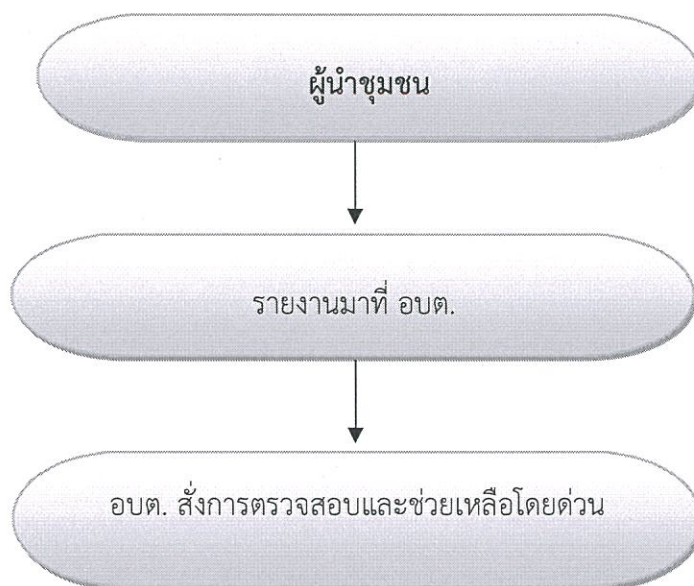 ผู้นำชุมชน
รายงานมาที่ อบต.
อบต. สั่งการตรวจสอบและช่วยเหลือโดยด่วน